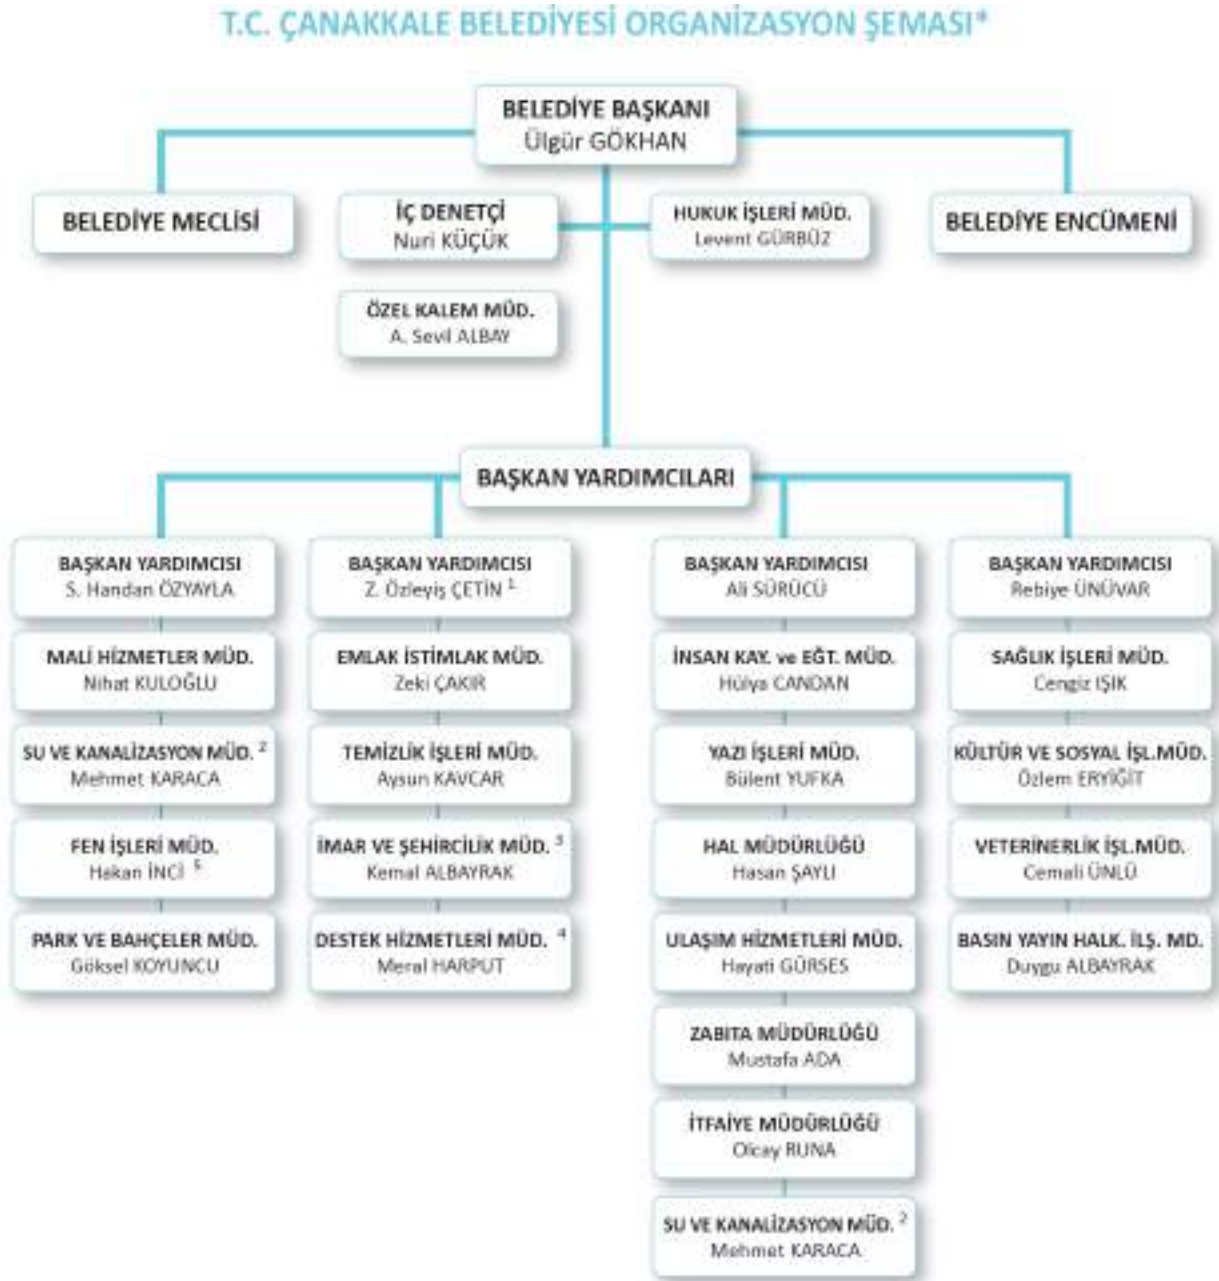 T.C. ÇANAKKALE BELEDİYESİ ORGANİZASYON ŞEMASI*
BELEDİYE BAŞKANI
Ülgür GÖKHAN
BELEDİYE MECLİSİ
İÇ DENETÇİ
Nuri KÜÇÜK
HUKUK İŞLERİ MÜD.
Levent GÜRBÜZ
BELEDİYE ENCÜMENİ
ÖZEL KALEM MÜD.
A. Sevil ALBAY
BAŞKAN YARDIMCILARI
BAŞKAN YARDIMCISI
S. Handan ÖZYAYLA
MALİ HİZMETLER MÜD.
Nihat KULOĞLU
SU VE KANALİZASYON MÜD. 2
Mehmet KARACA
FEN İŞLERİ MÜD.
Hakan İNCİ 5
PARK VE BAHÇELER MÜD.
Göksel KOYUNCU
BAŞKAN YARDIMCISI
Z. Özleyiş ÇETİN 1
EMLAK İSTİMLAK MÜD.
Zeki ÇAKIR
TEMİZLİK İŞLERİ MÜD.
Aysun KAVCAR
İMAR VE ŞEHİRCİLİK MÜD. 3
Kemal ALBAYRAK
DESTEK HİZMETLERİ MÜD. 4
Meral HARPUT
BAŞKAN YARDIMCISI
Ali SÜRÜCÜ
İNSAN KAY. ve EĞT. MÜD.
Hülya CANDAN
YAZI İŞLERİ MÜD.
Bülent YUFKA
HAL MÜDÜRLÜĞÜ
Hasan ŞAYLI
ULAŞIM HİZMETLERİ MÜD.
Hayati GÜRSES
ZABITA MÜDÜRLÜĞÜ
Mustafa ADA
İTFAİYE MÜDÜRLÜĞÜ
Olcay RUNA
SU VE KANALİZASYON MÜD. 2
Mehmet KARACA
BAŞKAN YARDIMCISI
Rebiye ÜNÜVAR
SAĞLIK İŞLERİ MÜD.
Cengiz IŞIK
KÜLTÜR VE SOSYAL İŞL.MÜD.
Özlem ERYİĞİT
VETERİNERLİK İŞL.MÜD.
Cemali ÜNLÜ
BASIN YAYIN HALK. İLŞ. MD.
Duygu ALBAYRAK